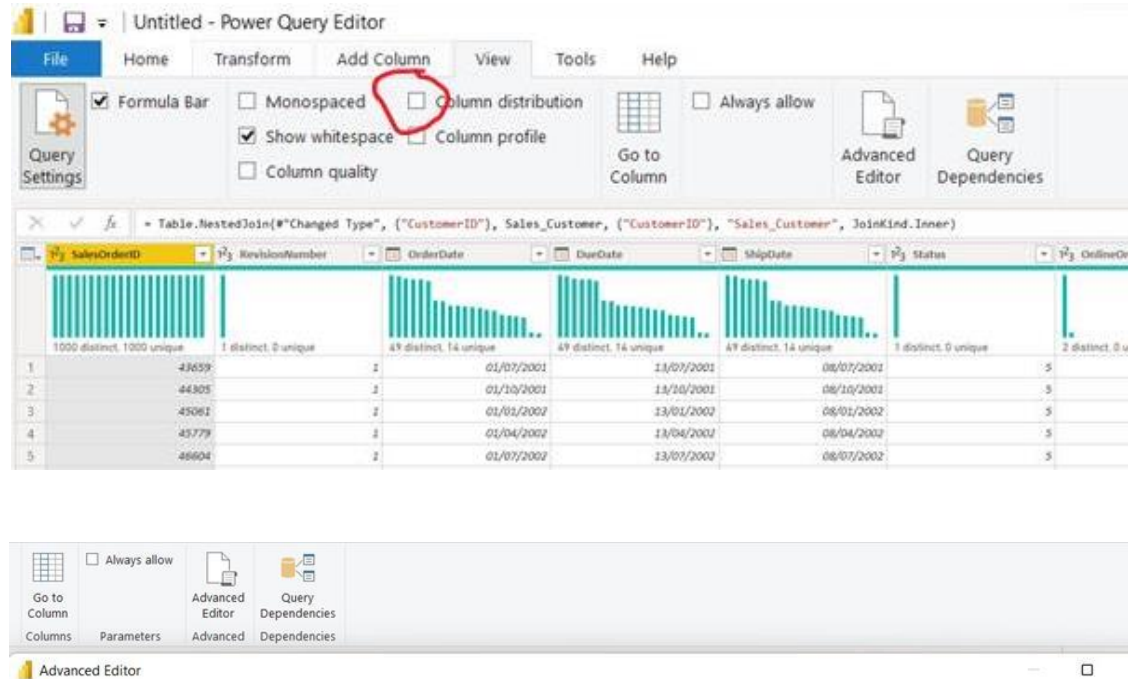 Untitled - Power Query Editor
File Home Transform Add Column View Tools Help
Formula Bar Monospaced Column distribution Always allow
Show whitespace Column profile
Query Settings Column quality Go to Column Advanced Editor Query Dependencies
fx = Table.NestedJoin(#"Changed Type", {"CustomerID"}, Sales_Customer, {"CustomerID"}, "Sales_Customer", JoinKind.Inner)
SalesOrderID RevisionNumber OrderDate DueDate ShipDate Status OnlineOr
1000 distinct, 1000 unique 1 distinct, 0 unique 49 distinct, 14 unique 49 distinct, 14 unique 49 distinct, 14 unique 1 distinct, 0 unique 2 distinct, 0 u
1 43659 1 01/07/2001 13/07/2001 08/07/2001 5
2 44305 1 01/10/2001 13/10/2001 08/10/2001 5
3 45061 1 01/01/2002 13/01/2002 08/01/2002 5
4 45779 1 01/04/2002 13/04/2002 08/04/2002 5
5 46604 1 01/07/2002 13/07/2002 08/07/2002 5
Always allow
Go to Advanced Query
Column Editor Dependencies
Columns Parameters Advanced Dependencies
Advanced Editor